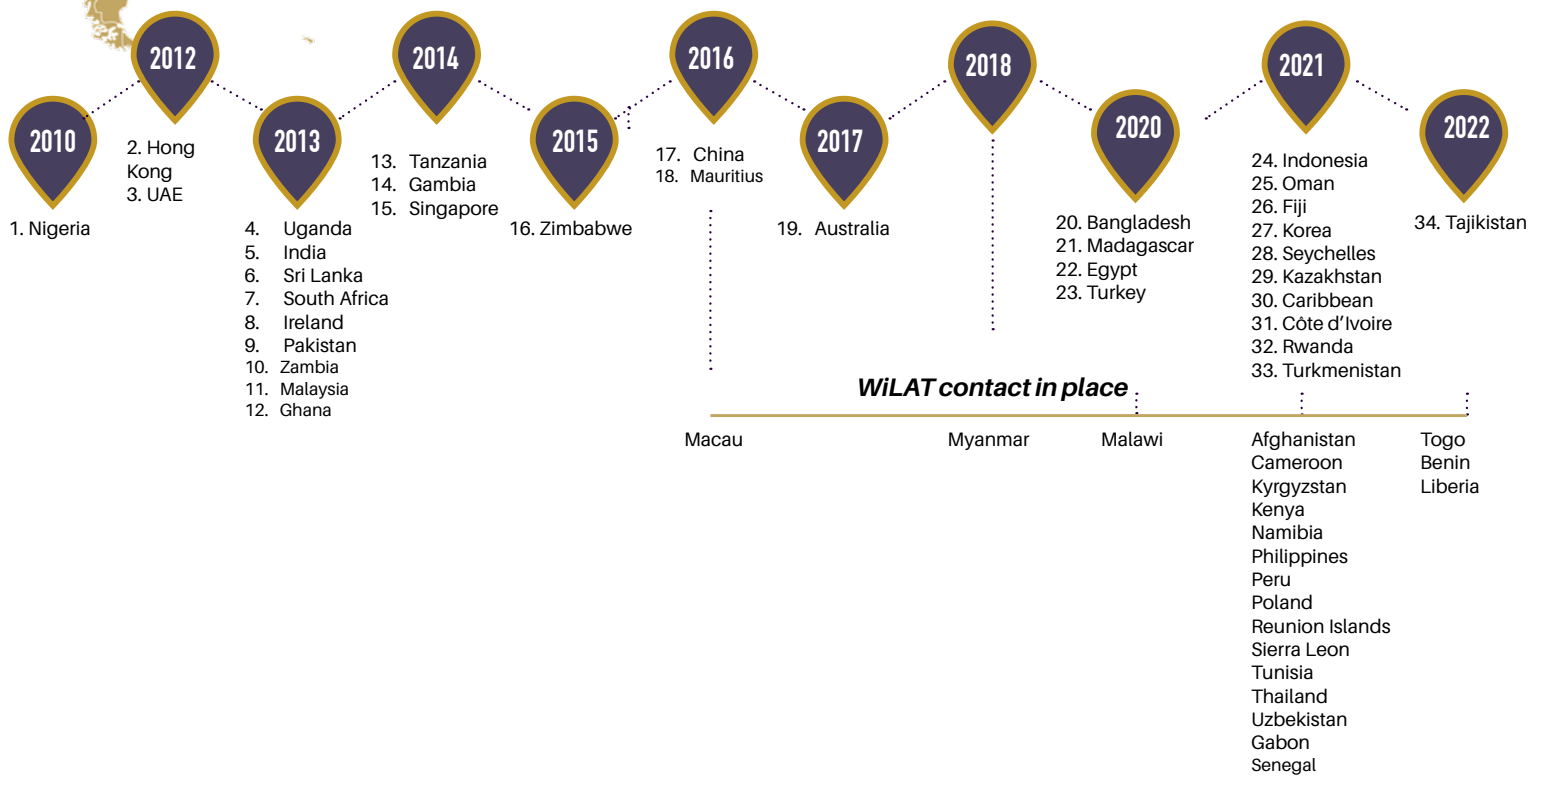 2010
1. Nigeria
2012
2. Hong
Kong
3. UAE
2013
4. Uganda
5. India
6. Sri Lanka
7. South Africa
8. Ireland
9. Pakistan
10. Zambia
11. Malaysia
12. Ghana
2014
13. Tanzania
14. Gambia
15. Singapore
2015
16. Zimbabwe
2016
17. China
18. Mauritius
2017
19. Australia
2018
2020
20. Bangladesh
21. Madagascar
22. Egypt
23. Turkey
2021
24. Indonesia
25. Oman
26. Fiji
27. Korea
28. Seychelles
29. Kazakhstan
30. Caribbean
31. Côte d’Ivoire
32. Rwanda
33. Turkmenistan
2022
34. Tajikistan
WiLAT contact in place
Macau
Myanmar
Malawi
Afghanistan
Cameroon
Kyrgyzstan
Kenya
Namibia
Philippines
Peru
Poland
Reunion Islands
Sierra Leon
Tunisia
Thailand
Uzbekistan
Gabon
Senegal
Togo
Benin
Liberia